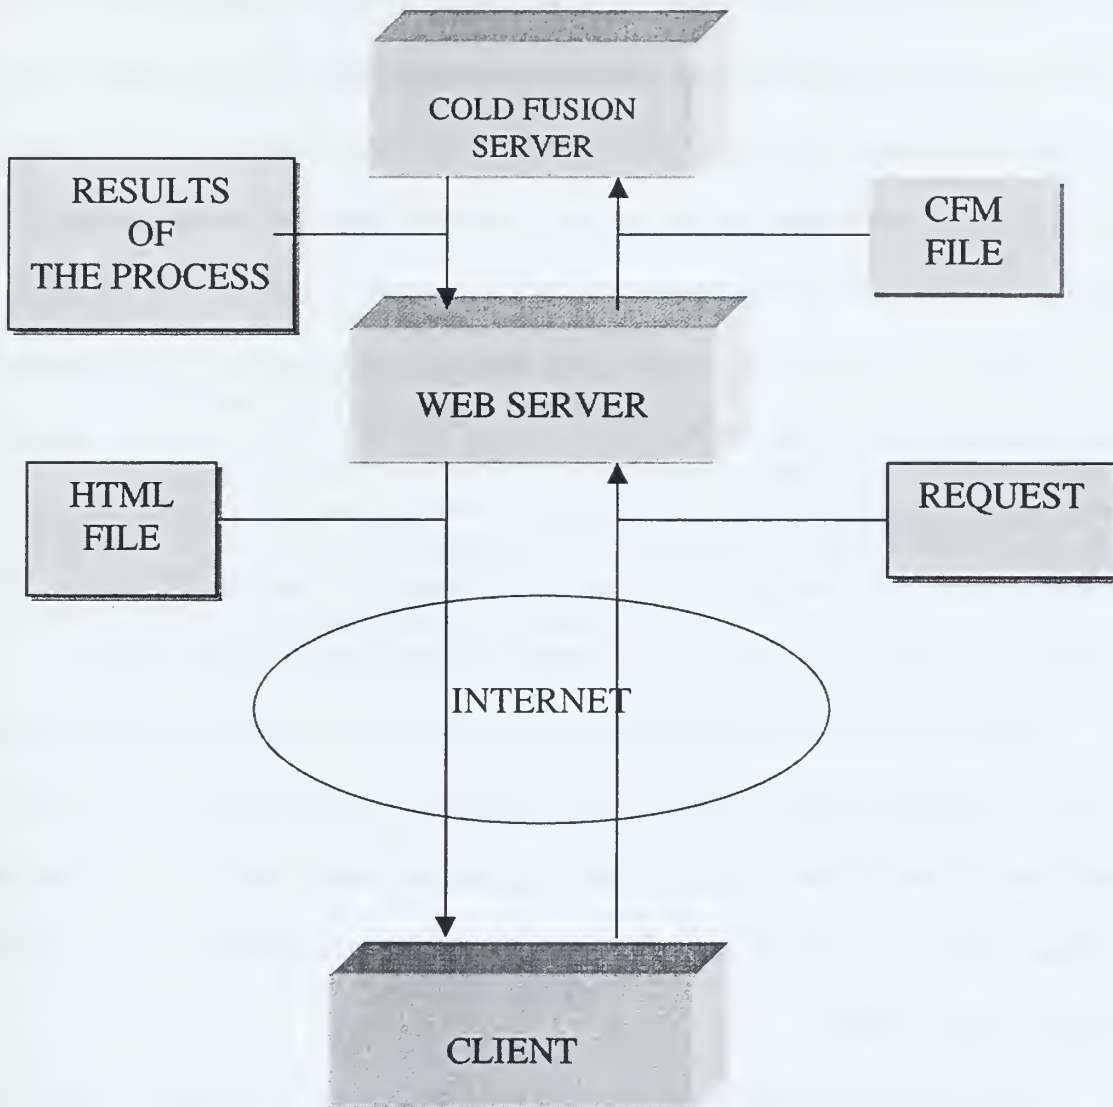 COLD FUSION
SERVER
RESULTS
OF
THE PROCESS
CFM
FILE
WEB SERVER
HTML
FILE
REQUEST
INTERNET
CLIENT